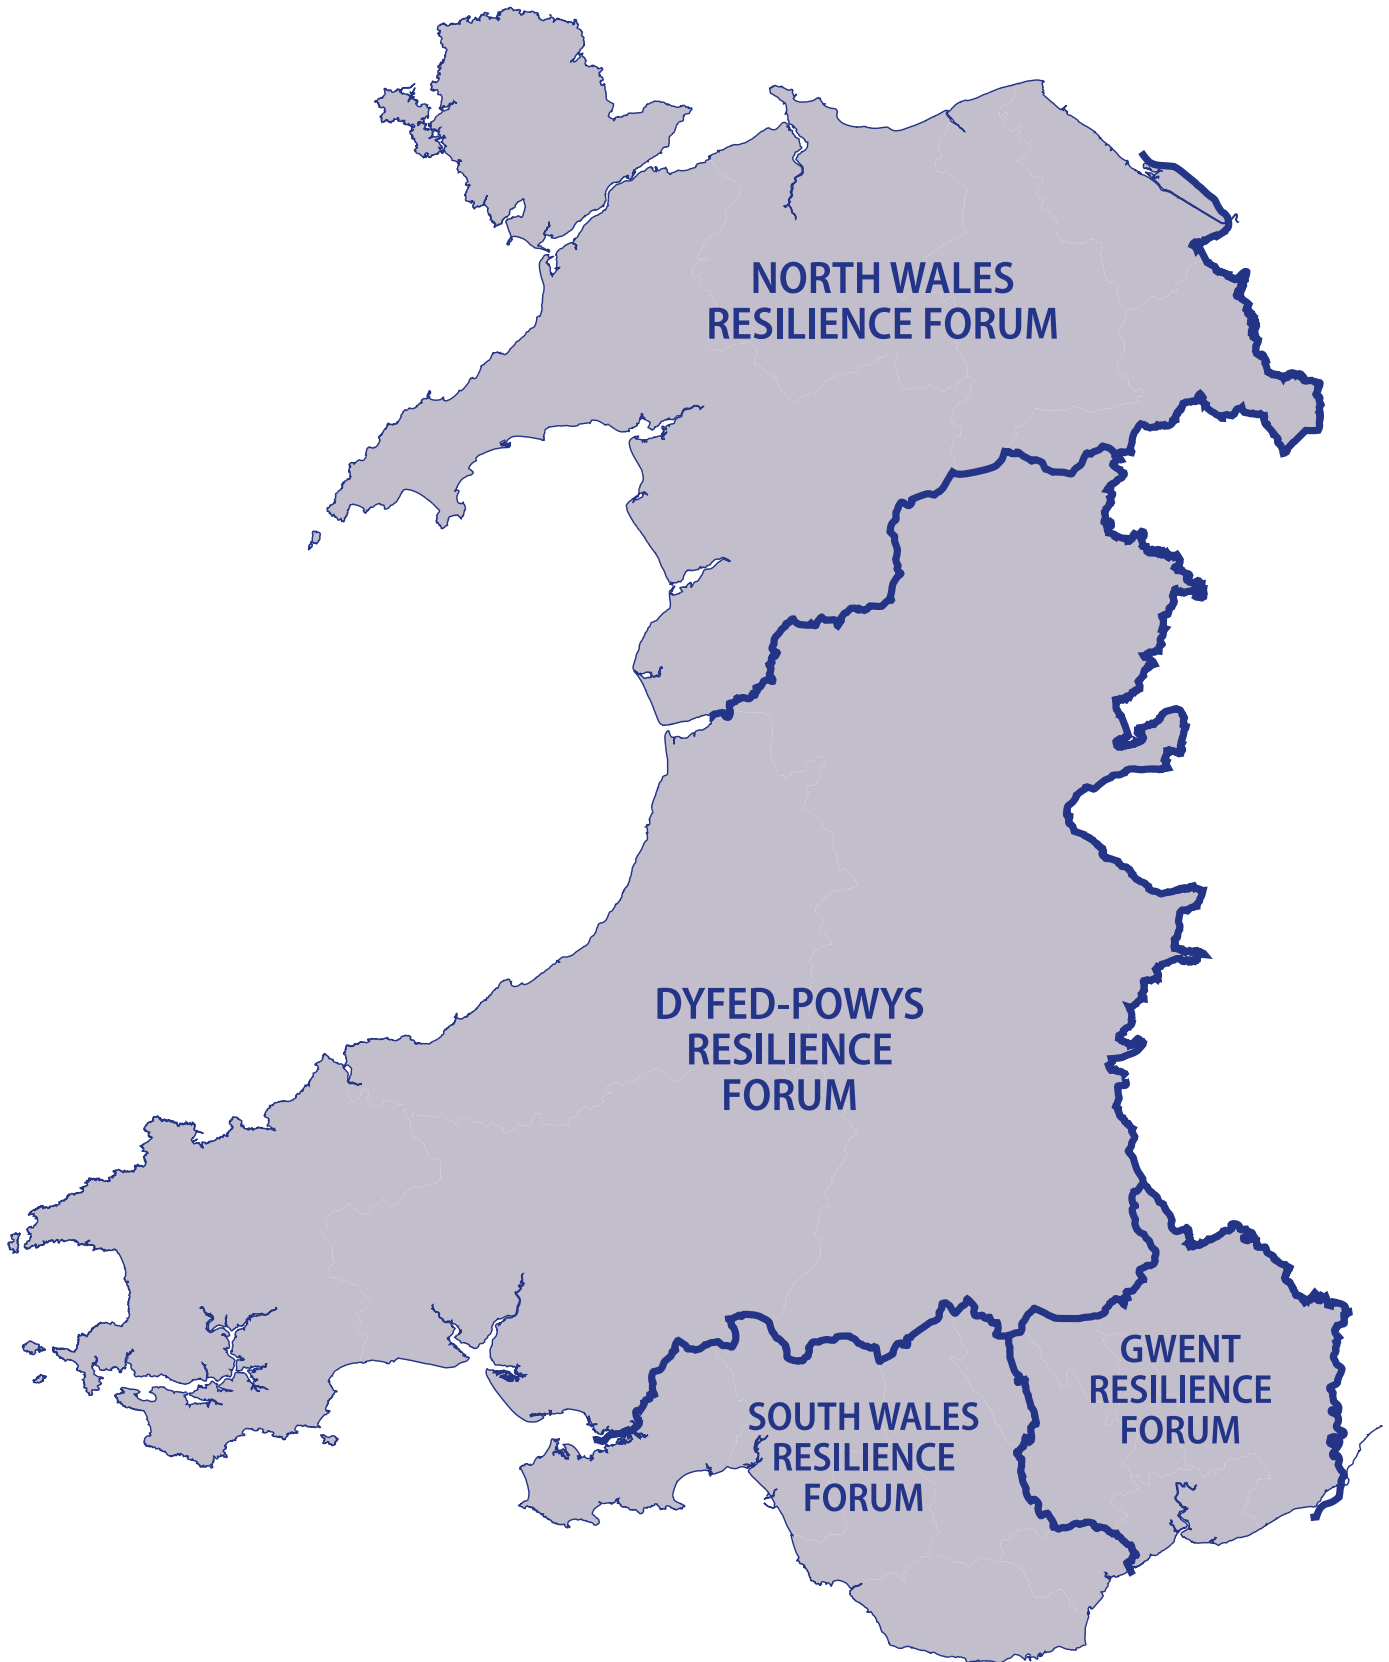 NORTH WALES
RESILIENCE FORUM
DYFED-POWYS
RESILIENCE
FORUM
GWENT
RESILIENCE
FORUM
SOUTH WALES
RESILIENCE
FORUM